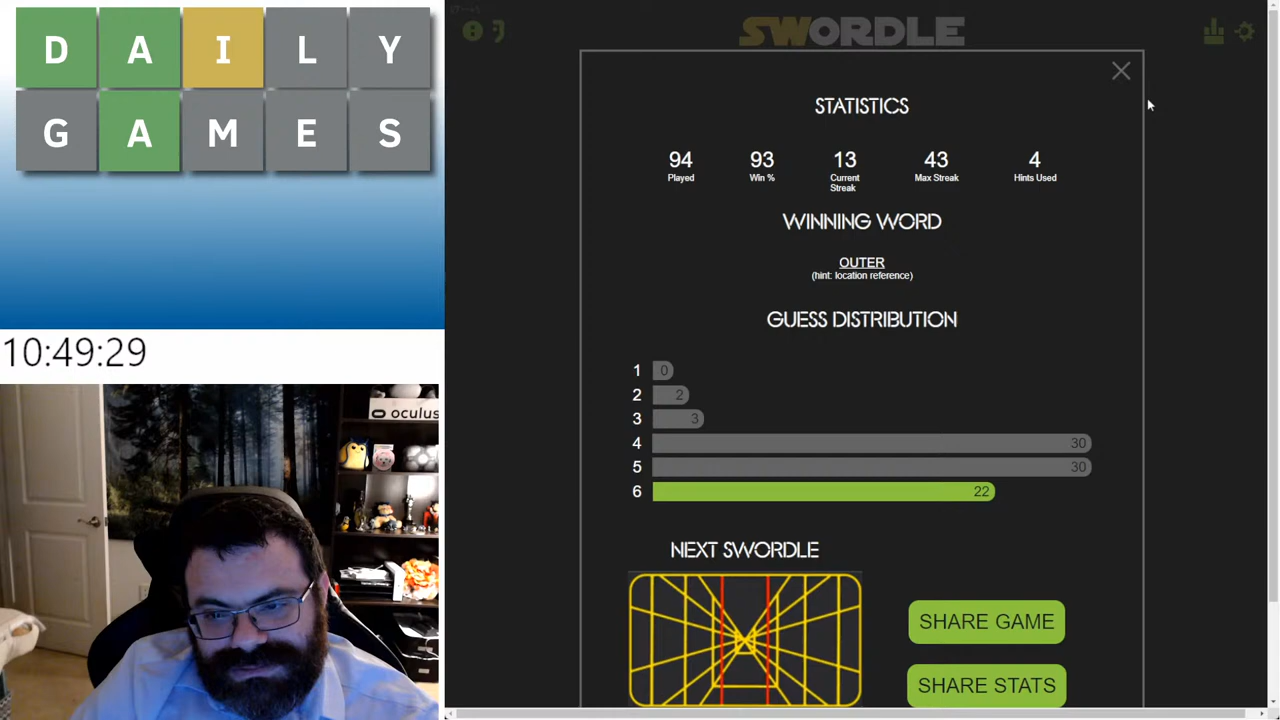 DAILY
GAMES
10:49:29
oculus
SWORDLE
STATISTICS
94 93 13 43 4
Played Win % Current Streak Max Streak Hints Used
WINNING WORD
OUTER
(hint: location reference)
GUESS DISTRIBUTION
1 0
2 2
3 3
4 30
5 30
6 22
NEXT SWORDLE
SHARE GAME
SHARE STATS